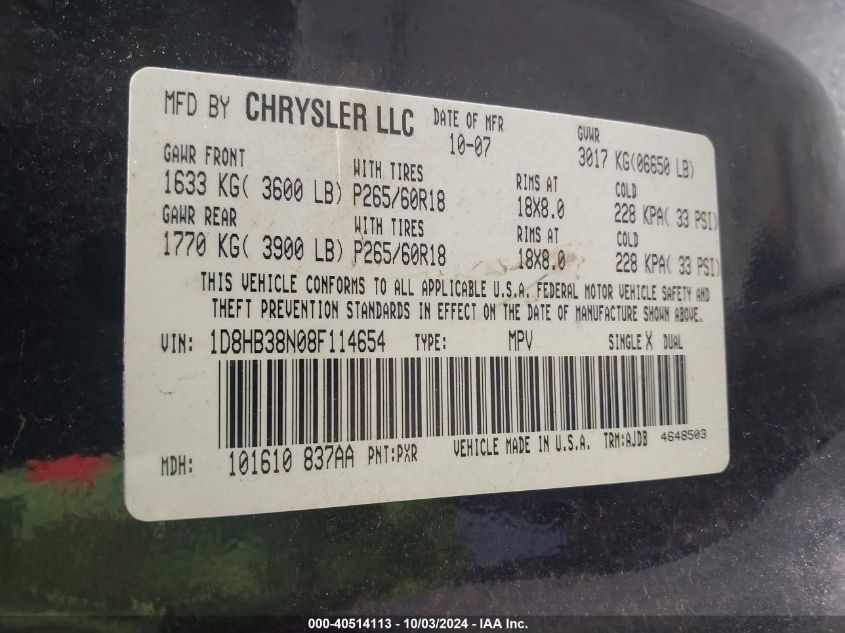 MFD BY CHRYSLER LLC DATE OF MFR 10-07 GVWR 3017 KG(06650 LB)
GAWR FRONT WITH TIRES RIMS AT COLD
1633 KG( 3600 LB) P265/60R18 18X8.0 228 KPA( 33 PSI)
GAWR REAR WITH TIRES RIMS AT COLD
1770 KG( 3900 LB) P265/60R18 18X8.0 228 KPA( 33 PSI)
THIS VEHICLE CONFORMS TO ALL APPLICABLE U.S.A. FEDERAL MOTOR VEHICLE SAFETY AND
THEFT PREVENTION STANDARDS IN EFFECT ON THE DATE OF MANUFACTURE SHOWN ABOVE.
VIN: 1D8HB38N08F114654 TYPE: MPV SINGLE X DUAL
MDH: 101610 837AA PNT:PXR VEHICLE MADE IN U.S.A. TRM:AJDB 4648503
000-40514113 - 10/03/2024 - IAA Inc.